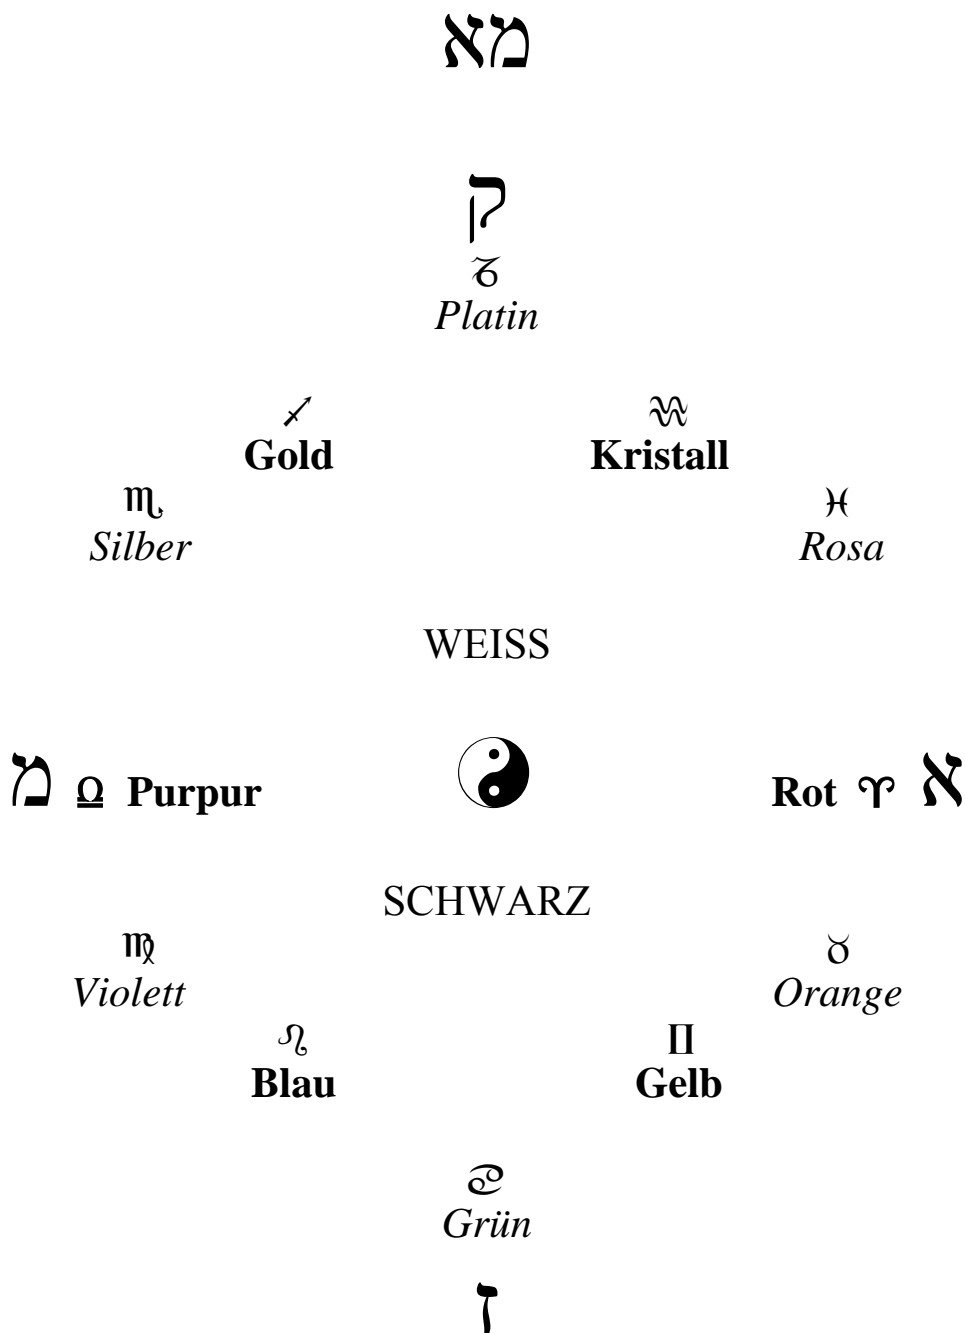 מא
ק
♑
Platin
♐ ♒
Gold Kristall
♏ ♓
Silber Rosa
WEISS
מ ♎ Purpur ☯ Rot ♈ א
SCHWARZ
♍ ♉
Violett Orange
♌ ♊
Blau Gelb
♋
Grün
ז